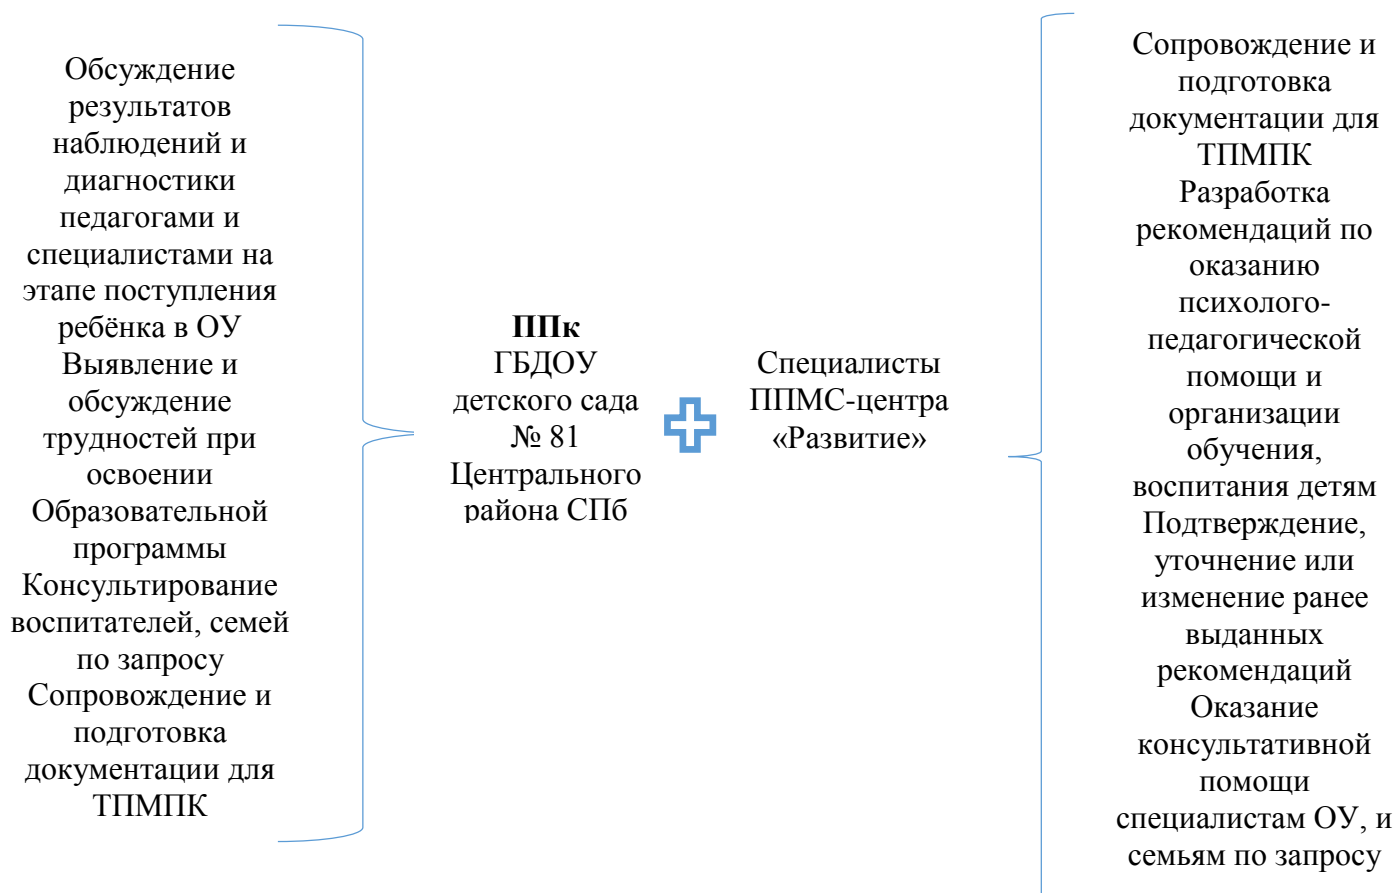 Обсуждение
результатов
наблюдений и
диагностики
педагогами и
специалистами на
этапе поступления
ребёнка в ОУ
Выявление и
обсуждение
трудностей при
освоении
Образовательной
программы
Консультирование
воспитателей, семей
по запросу
Сопровождение и
подготовка
документации для
ТПМПК
ППк
ГБДОУ
детского сада
№ 81
Центрального
района СПб
Специалисты
ППМС-центра
«Развитие»
Сопровождение и
подготовка
документации для
ТПМПК
Разработка
рекомендаций по
оказанию
психолого-
педагогической
помощи и
организации
обучения,
воспитания детям
Подтверждение,
уточнение или
изменение ранее
выданных
рекомендаций
Оказание
консультативной
помощи
специалистам ОУ, и
семьям по запросу